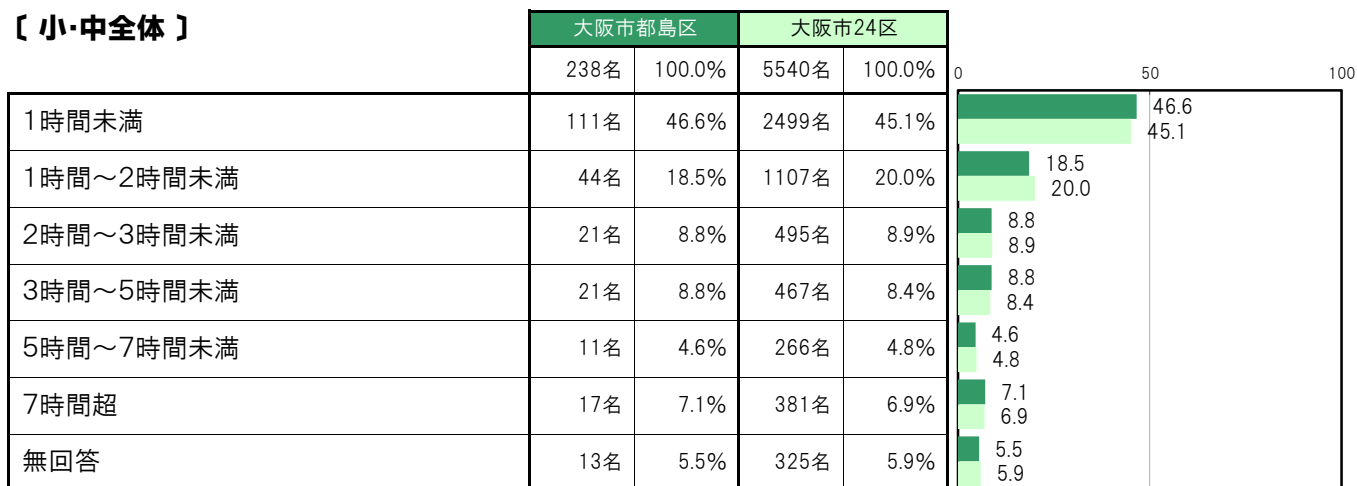 〔 小・中全体 〕
大阪市都島区 大阪市24区
238名 100.0% 5540名 100.0% 0 50 100
1時間未満 111名 46.6% 2499名 45.1% 46.6
45.1
1時間～2時間未満 44名 18.5% 1107名 20.0% 18.5
20.0
2時間～3時間未満 21名 8.8% 495名 8.9% 8.8
8.9
3時間～5時間未満 21名 8.8% 467名 8.4% 8.8
8.4
5時間～7時間未満 11名 4.6% 266名 4.8% 4.6
4.8
7時間超 17名 7.1% 381名 6.9% 7.1
6.9
無回答 13名 5.5% 325名 5.9% 5.5
5.9